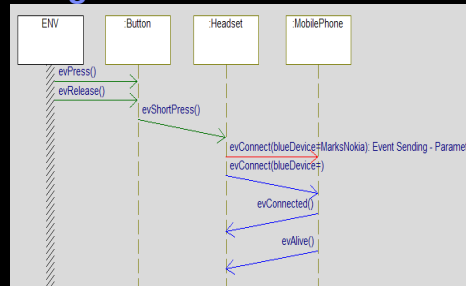 ENV
:Button
:Headset
:MobilePhone
evPress()
evRelease()
evShortPress()
evConnect(blueDevice=MarksNokia): Event Sending - Paramet
evConnect(blueDevice=)
evConnected()
evAlive()